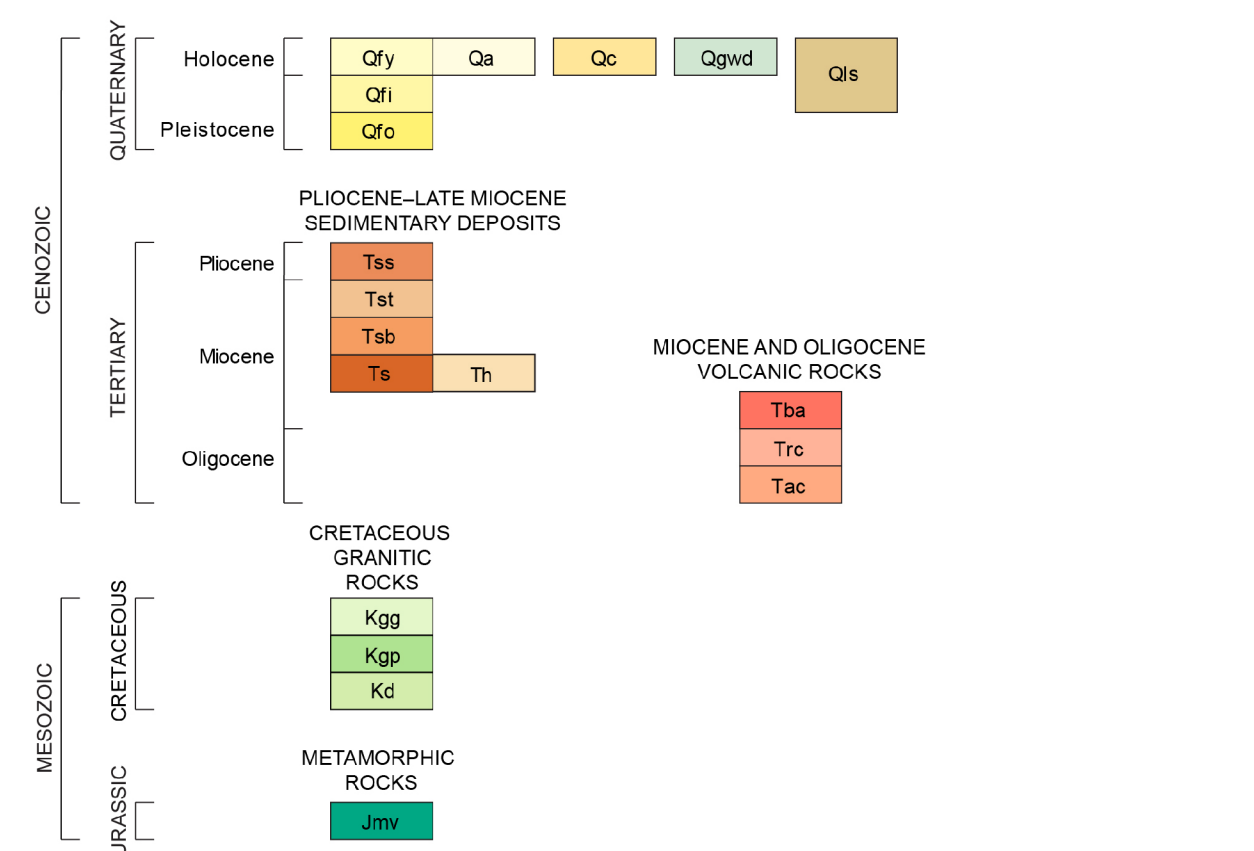 CENOZOIC
QUATERNARY
Holocene
Pleistocene
Qfy
Qa
Qc
Qgwd
Qls
Qfi
Qfo
PLIOCENE–LATE MIOCENE
SEDIMENTARY DEPOSITS
TERTIARY
Pliocene
Miocene
Oligocene
Tss
Tst
Tsb
Ts
Th
MIOCENE AND OLIGOCENE
VOLCANIC ROCKS
Tba
Trc
Tac
MESOZOIC
CRETACEOUS
CRETACEOUS
GRANITIC
ROCKS
Kgg
Kgp
Kd
URASSIC
METAMORPHIC
ROCKS
Jmv